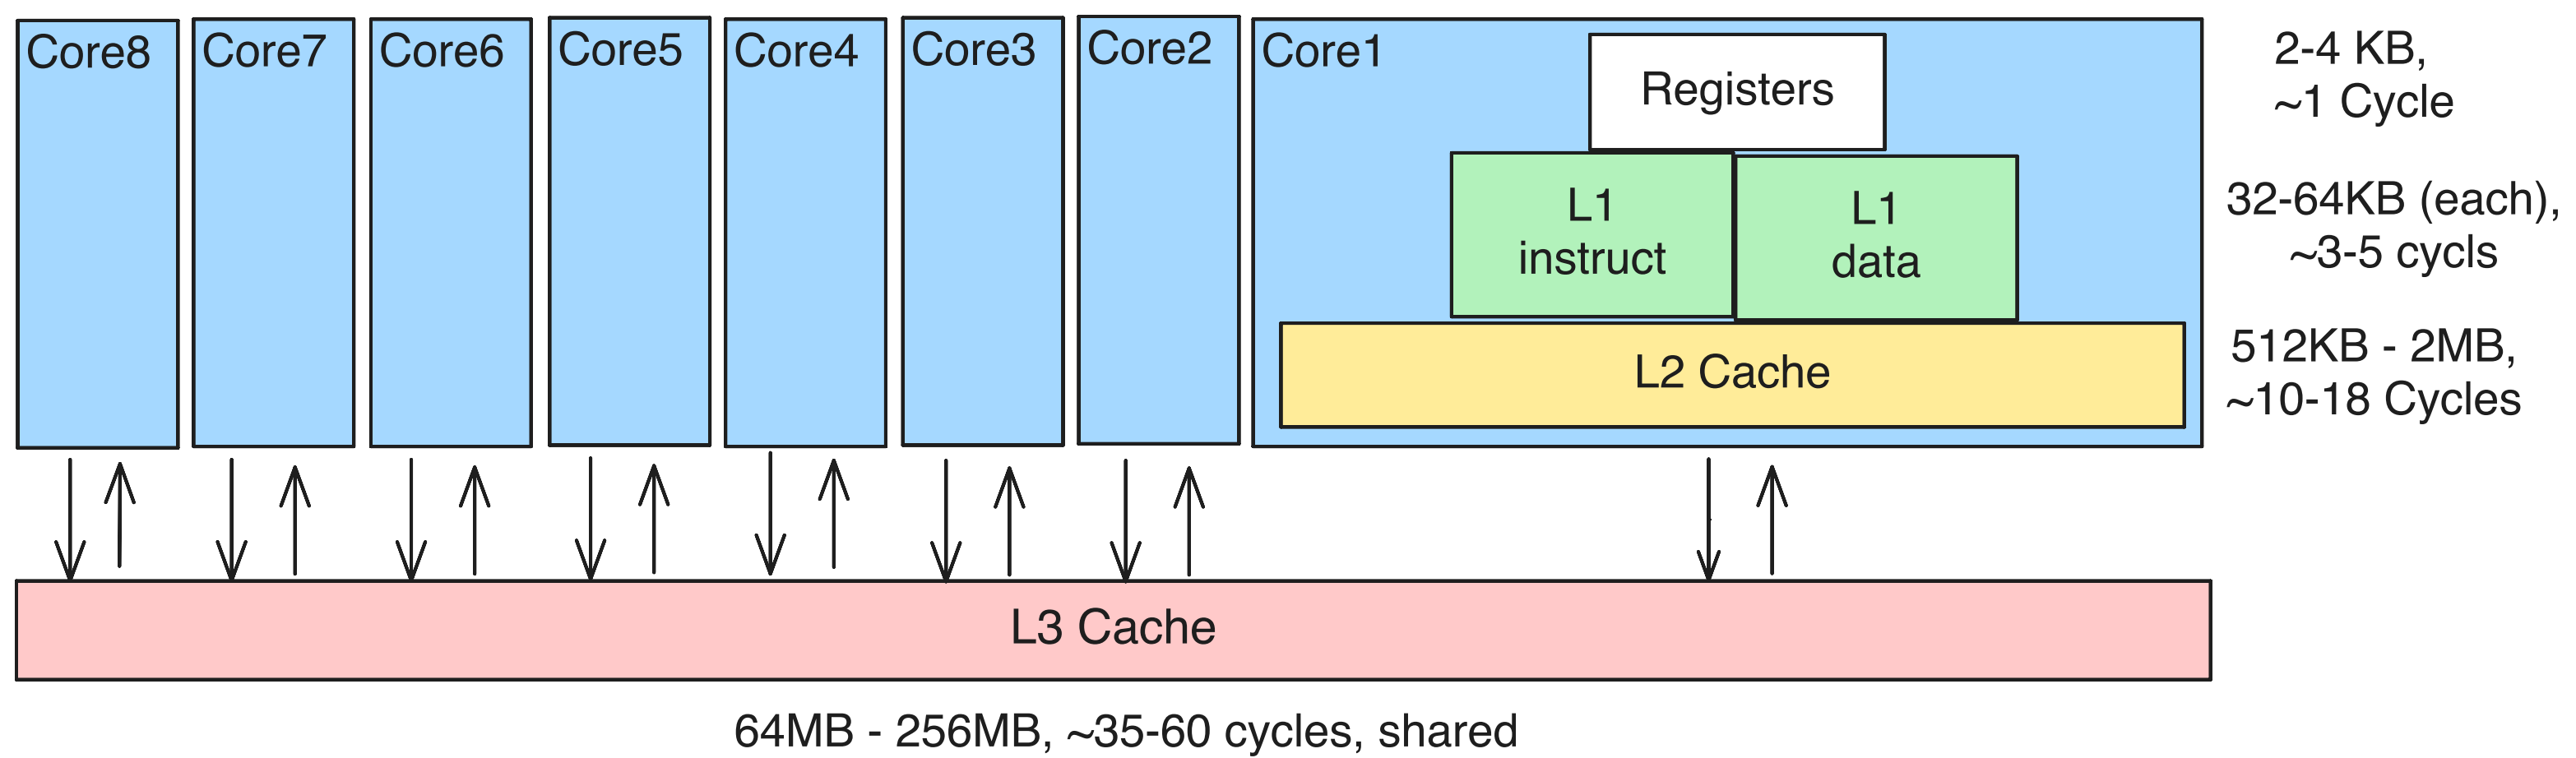 Core8
Core7
Core6
Core5
Core4
Core3
Core2
Core1
Registers
2-4 KB,
~1 Cycle
L1
instruct
L1
data
32-64KB (each),
~3-5 cycls
L2 Cache
512KB - 2MB,
~10-18 Cycles
L3 Cache
64MB - 256MB, ~35-60 cycles, shared